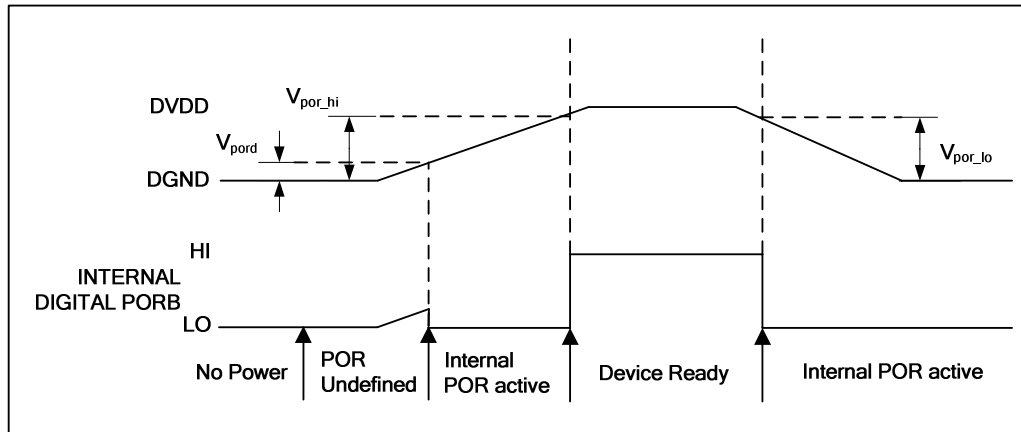 DVDD
V_por_hi
V_pord
DGND
V_por_lo
HI
INTERNAL
DIGITAL PORB
LO
No Power
POR
Undefined
Internal
POR active
Device Ready
Internal POR active